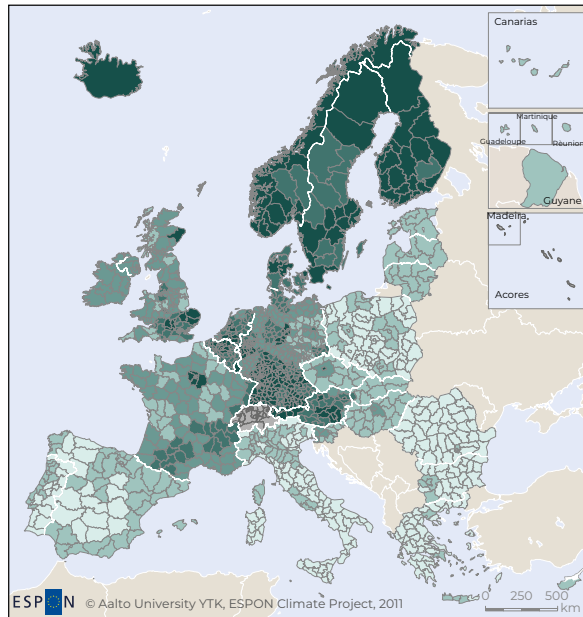 Canarias
Martinique
Guadeloupe
Réunion
Guyane
Madeira
Acores
ESPON
© Aalto University YTK, ESPON Climate Project, 2011
0 250 500
km